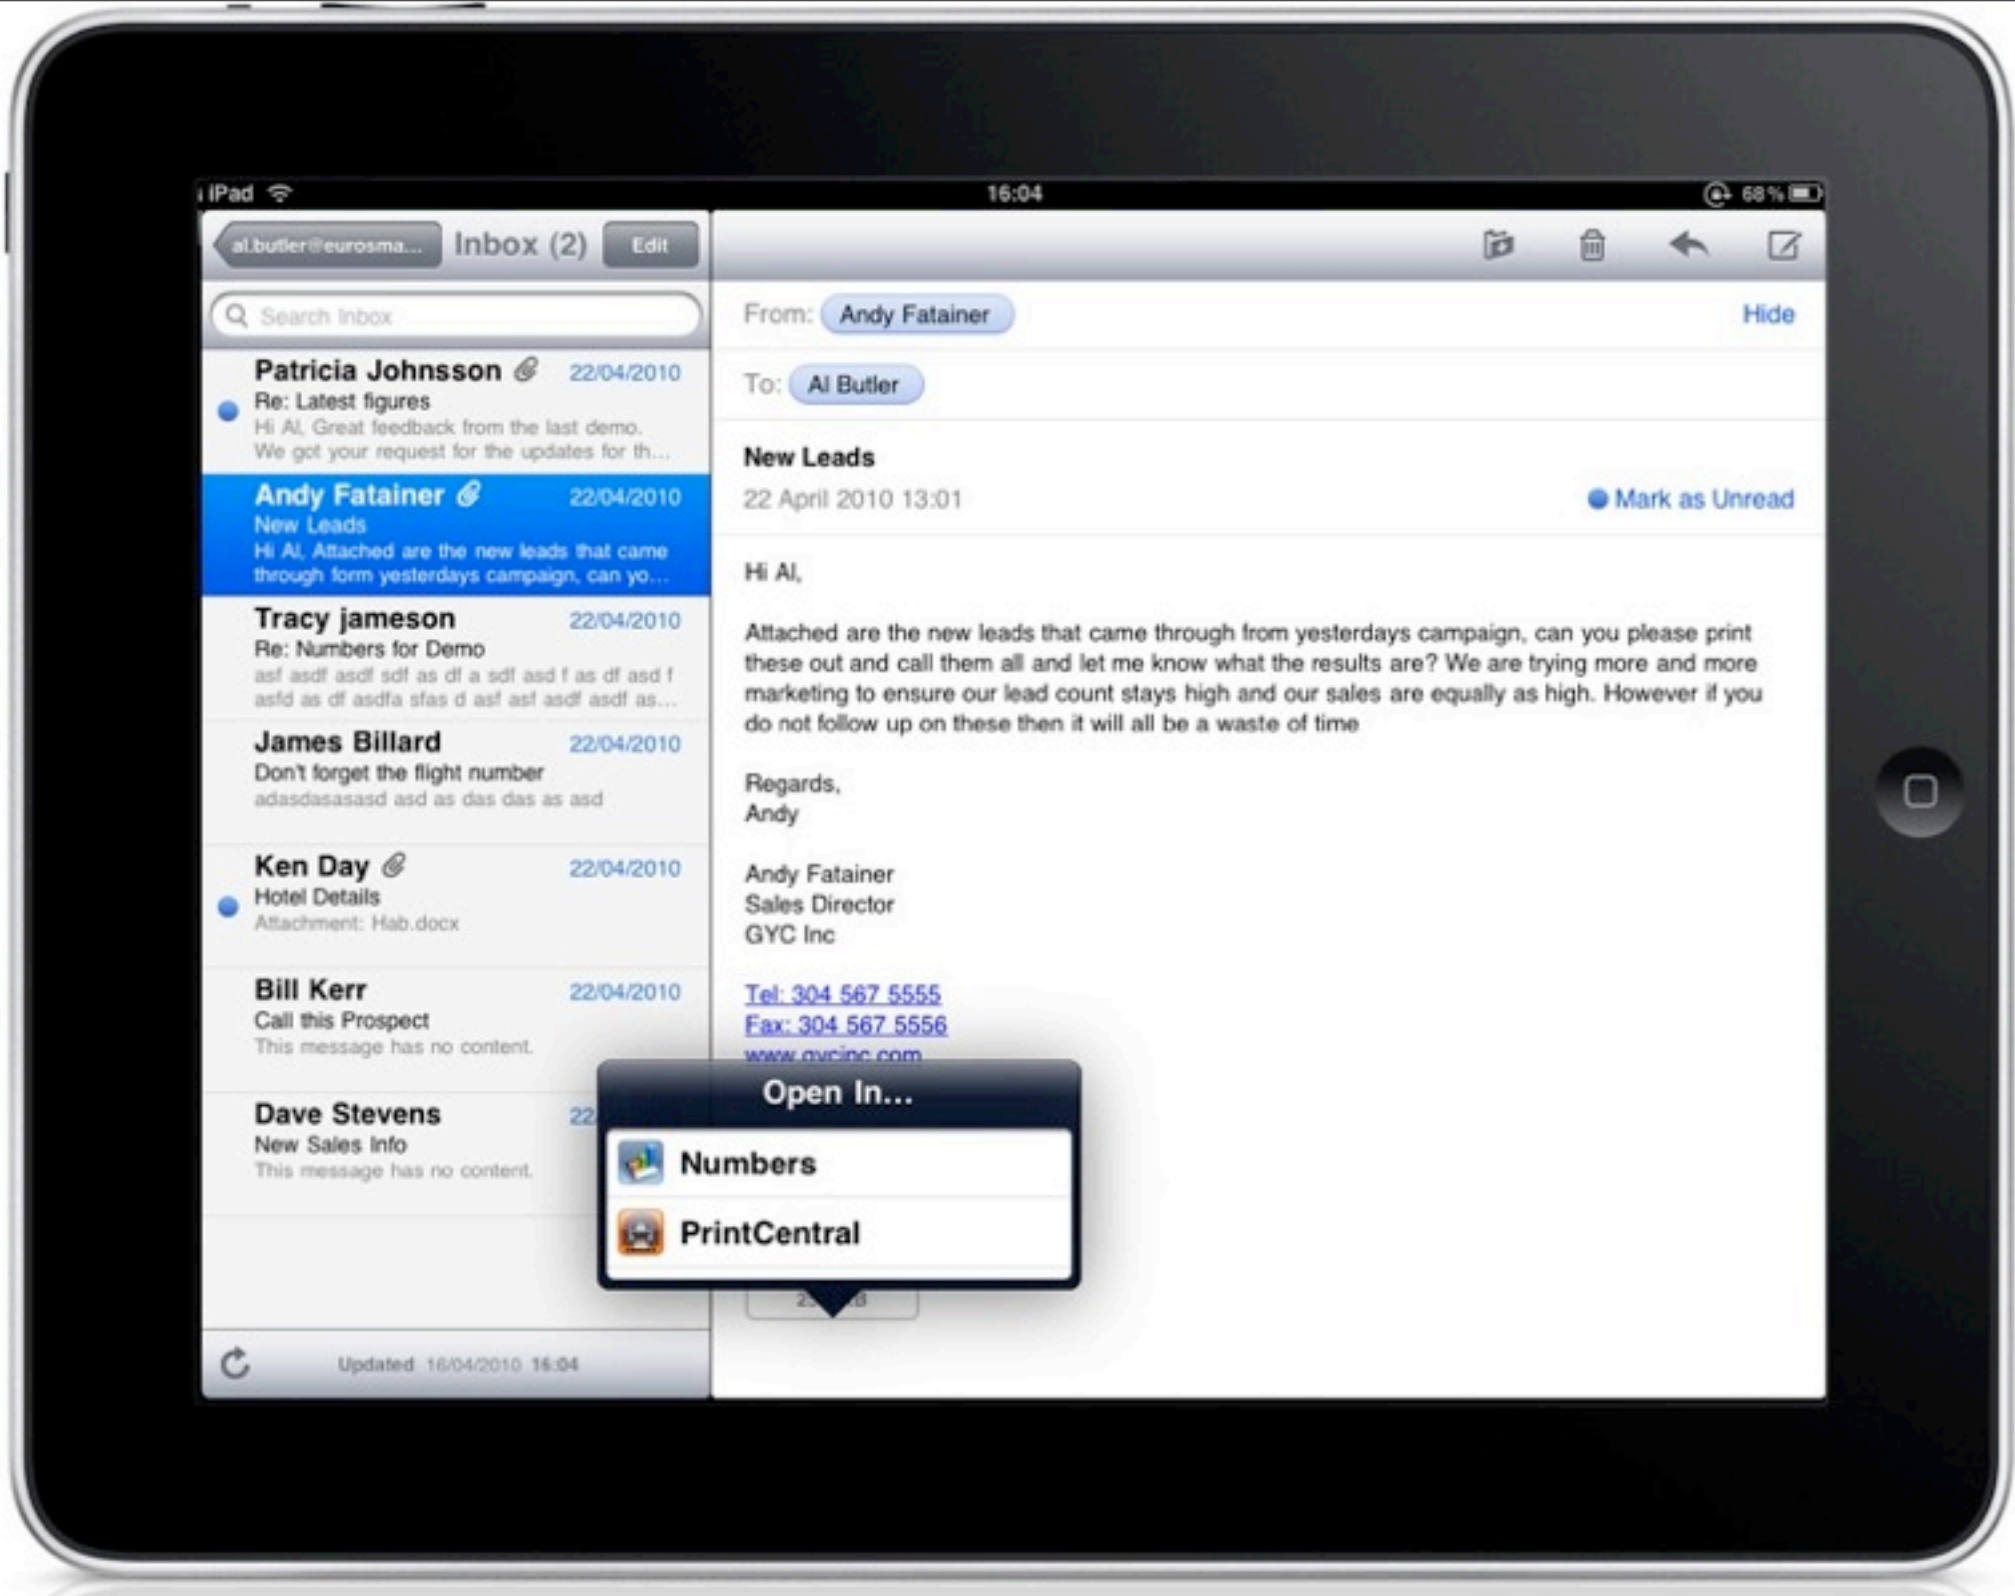 iPad
16:04
68%
al.butler@eurosma...
Inbox (2)
Edit
Search Inbox
Patricia Johnsson
22/04/2010
Re: Latest figures
Hi Al, Great feedback from the last demo.
We got your request for the updates for th...
Andy Fatainer
22/04/2010
New Leads
Hi Al, Attached are the new leads that came
through form yesterdays campaign, can yo...
Tracy jameson
22/04/2010
Re: Numbers for Demo
asf asdf asdf sdf as df a sdf asd f as df asd f
asfd as df asdfa sfas d asf asf asdf asdf as...
James Billard
22/04/2010
Don't forget the flight number
adasdasasasd asd as das das as asd
Ken Day
22/04/2010
Hotel Details
Attachment: Hab.docx
Bill Kerr
22/04/2010
Call this Prospect
This message has no content.
Dave Stevens
22
New Sales Info
This message has no content.
Updated 16/04/2010 16:04
From: Andy Fatainer
Hide
To: Al Butler
New Leads
22 April 2010 13:01
Mark as Unread
Hi Al,
Attached are the new leads that came through from yesterdays campaign, can you please print
these out and call them all and let me know what the results are? We are trying more and more
marketing to ensure our lead count stays high and our sales are equally as high. However if you
do not follow up on these then it will all be a waste of time
Regards,
Andy
Andy Fatainer
Sales Director
GYC Inc
Tel: 304 567 5555
Fax: 304 567 5556
www.gycinc.com
Open In...
Numbers
PrintCentral